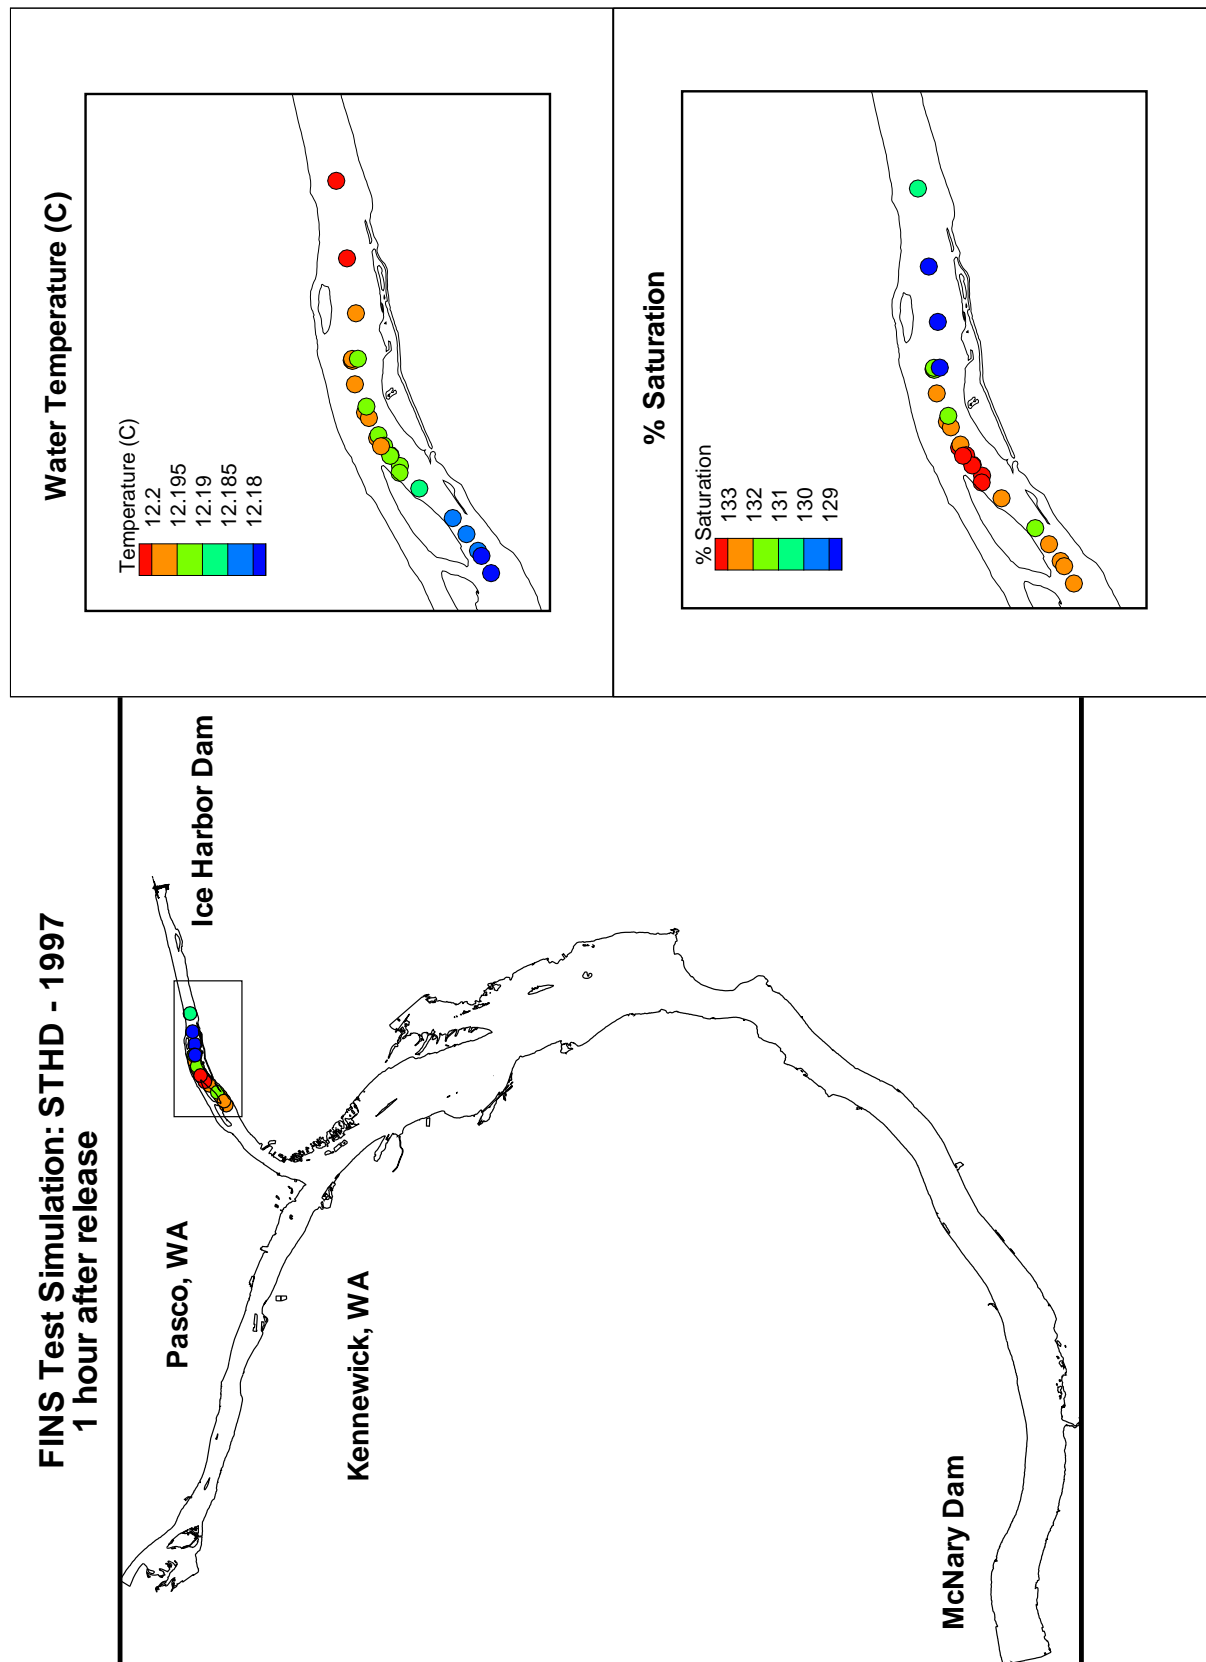 FINS Test Simulation: STHD - 1997
1 hour after release
Pasco, WA
Kennewick, WA
Ice Harbor Dam
McNary Dam
Water Temperature (C)
Temperature (C)
12.2
12.195
12.19
12.185
12.18
% Saturation
% Saturation
133
132
131
130
129